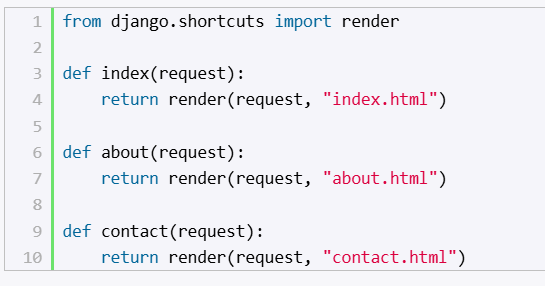 1 from django.shortcuts import render
2
3 def index(request):
4     return render(request, "index.html")
5
6 def about(request):
7     return render(request, "about.html")
8
9 def contact(request):
10     return render(request, "contact.html")